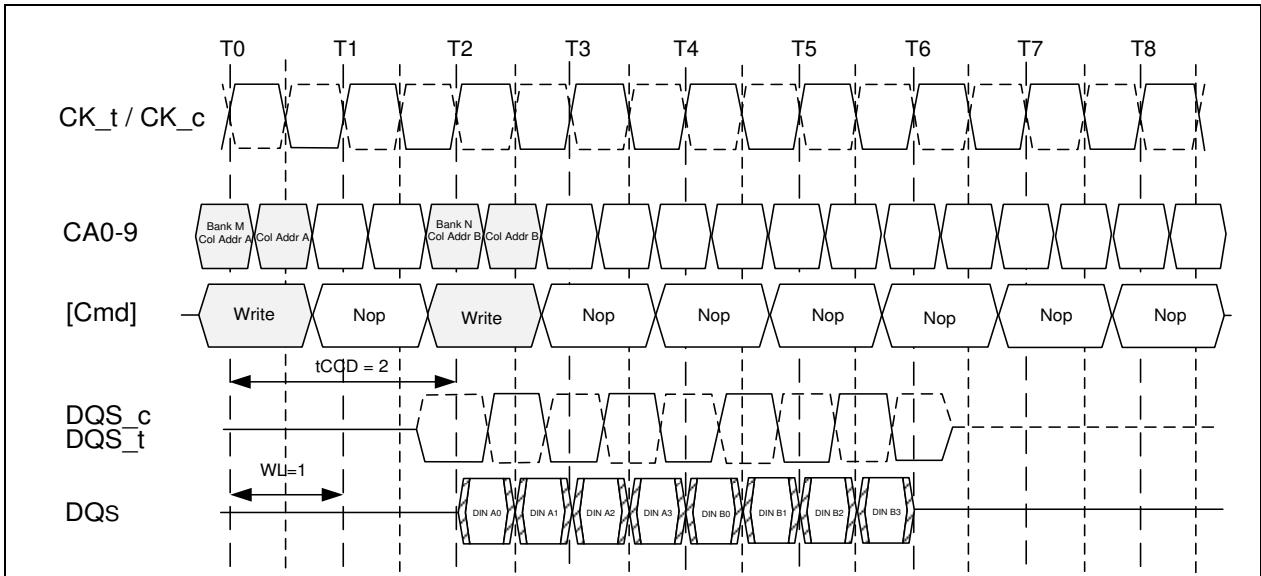 T0 T1 T2 T3 T4 T5 T6 T7 T8
CK_t / CK_c
CA0-9
Bank M
Col Addr A
Col Addr A
Bank N
Col Addr B
Col Addr B
[Cmd]
Write Nop Write Nop Nop Nop Nop Nop Nop
tCCD = 2
DQS_c
DQS_t
WL=1
DQs
DIN A0 DIN A1 DIN A2 DIN A3 DIN B0 DIN B1 DIN B2 DIN B3